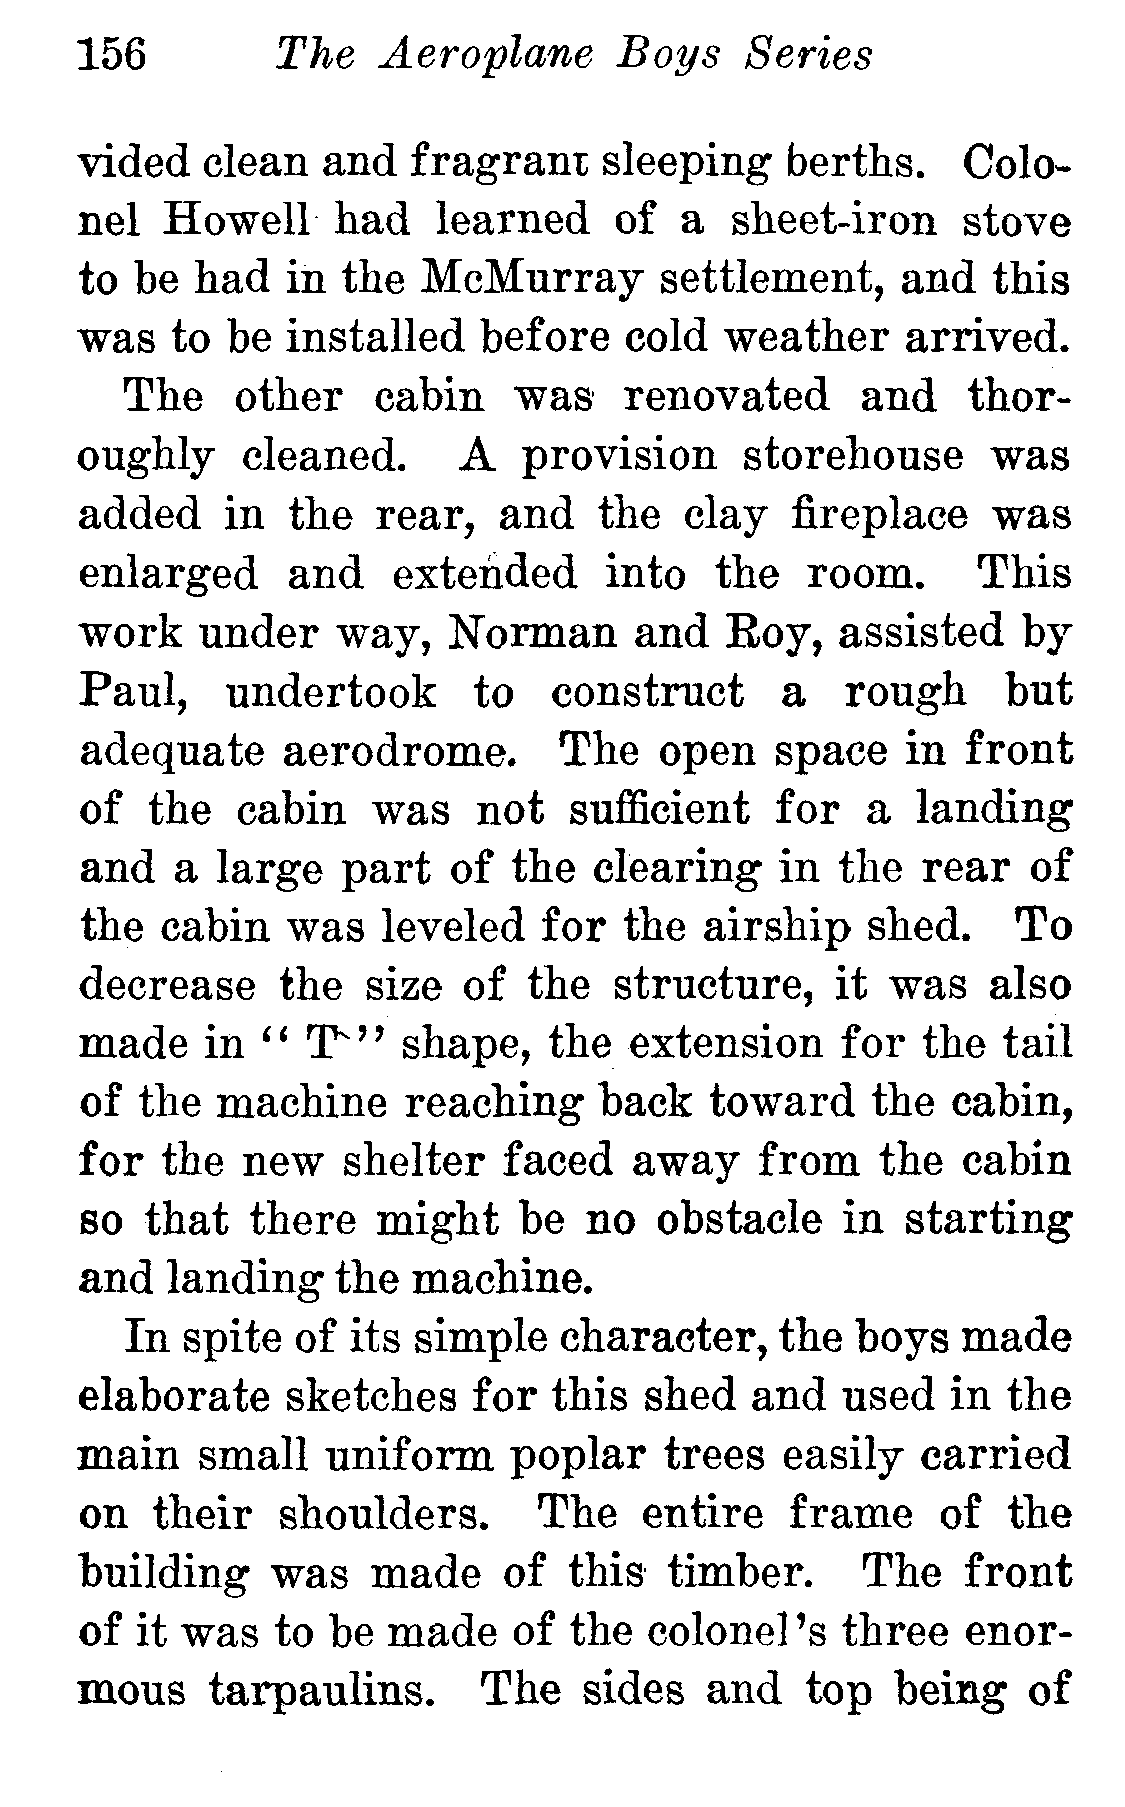 156 The Aeroplane Boys Series
vided clean and fragrant sleeping berths. Colo-
nel Howell had learned of a sheet-iron stove
to be had in the McMurray settlement, and this
was to be installed before cold weather arrived.
The other cabin was renovated and thor-
oughly cleaned. A provision storehouse was
added in the rear, and the clay fireplace was
enlarged and extended into the room. This
work under way, Norman and Roy, assisted by
Paul, undertook to construct a rough but
adequate aerodrome. The open space in front
of the cabin was not sufficient for a landing
and a large part of the clearing in the rear of
the cabin was leveled for the airship shed. To
decrease the size of the structure, it was also
made in “ T ” shape, the extension for the tail
of the machine reaching back toward the cabin,
for the new shelter faced away from the cabin
so that there might be no obstacle in starting
and landing the machine.
In spite of its simple character, the boys made
elaborate sketches for this shed and used in the
main small uniform poplar trees easily carried
on their shoulders. The entire frame of the
building was made of this timber. The front
of it was to be made of the colonel’s three enor-
mous tarpaulins. The sides and top being of